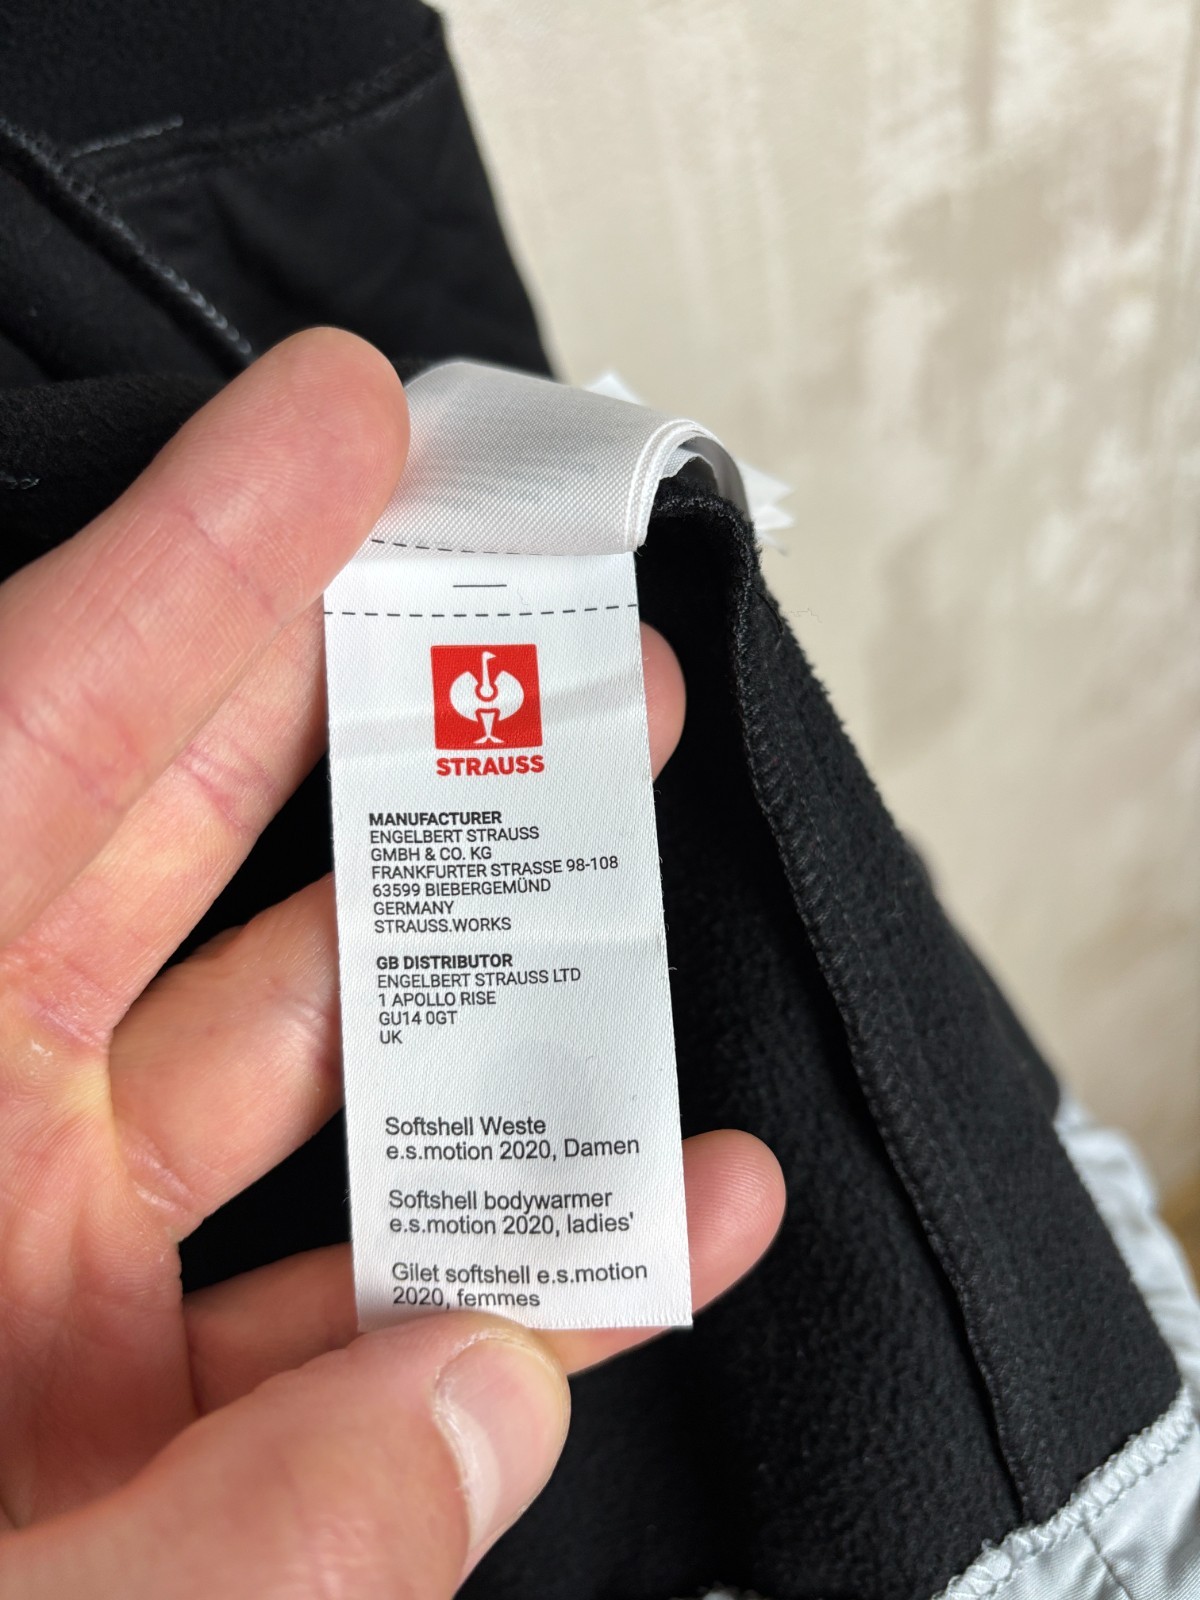 STRAUSS
MANUFACTURER
ENGELBERT STRAUSS
GMBH & CO. KG
FRANKFURTER STRASSE 98-108
63599 BIEBERGEMÜND
GERMANY
STRAUSS.WORKS
GB DISTRIBUTOR
ENGELBERT STRAUSS LTD
1 APOLLO RISE
GU14 0GT
UK
Softshell Weste
e.s.motion 2020, Damen
Softshell bodywarmer
e.s.motion 2020, ladies'
Gilet softshell e.s.motion
2020, femmes